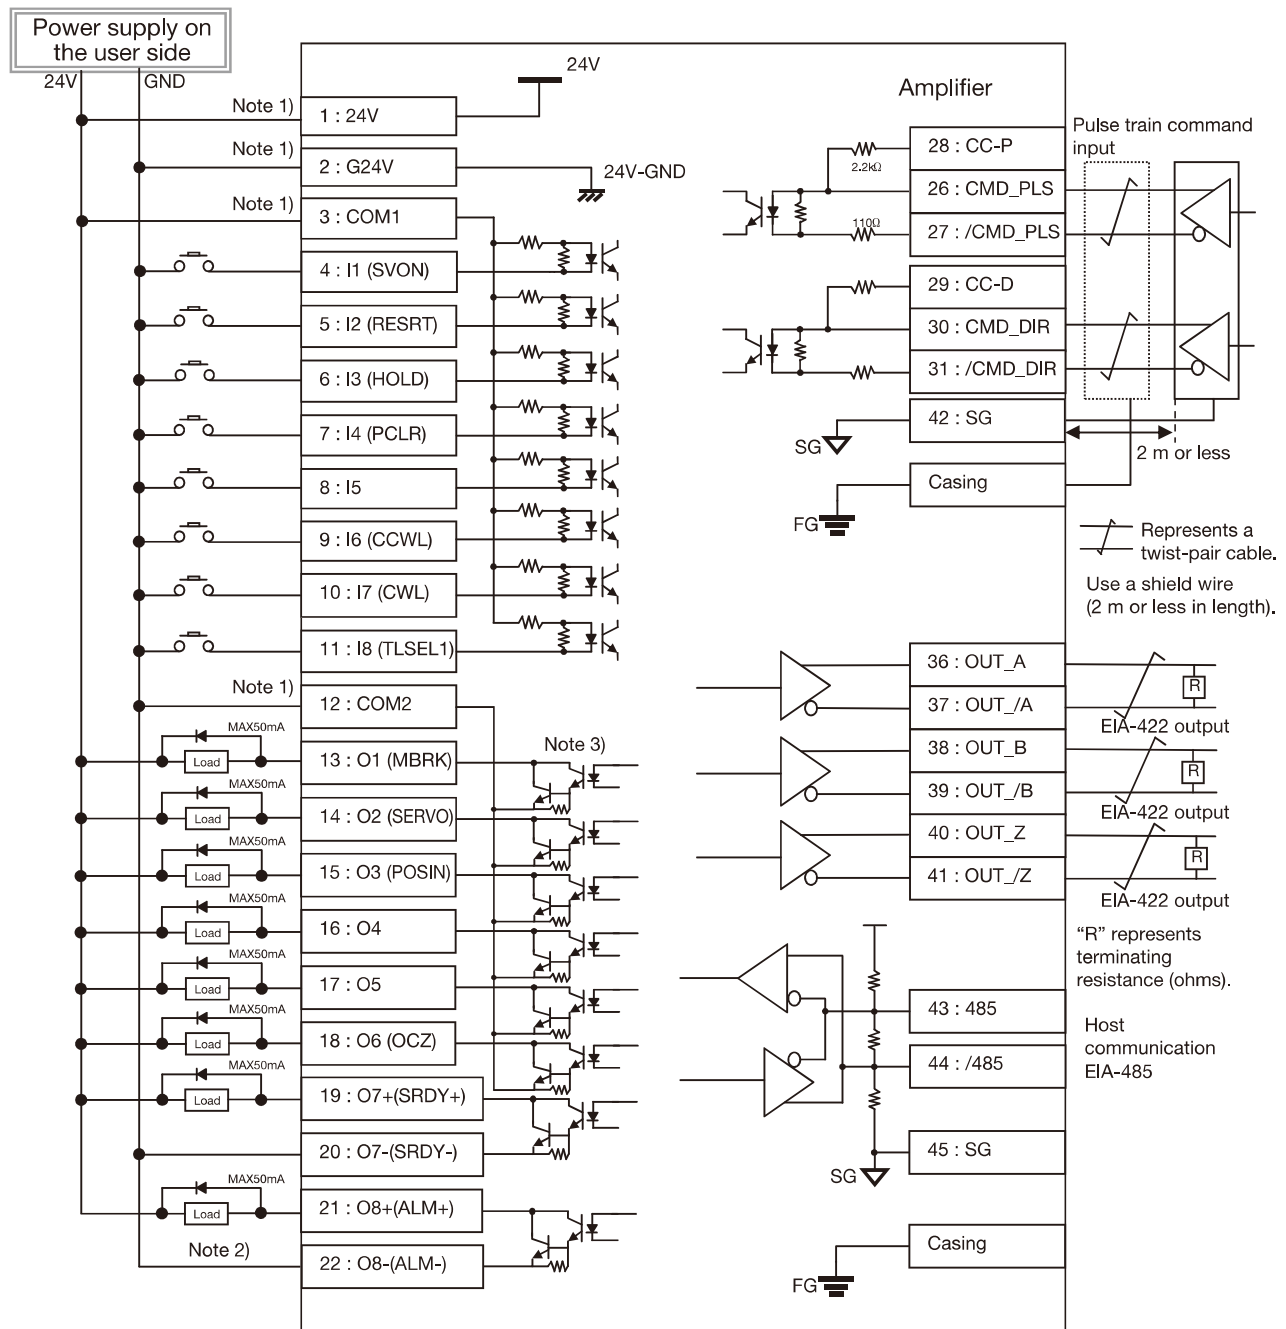 Power supply on
the user side
24V
GND
Note 1)
1 : 24V
24V
Note 1)
2 : G24V
24V-GND
Note 1)
3 : COM1
4 : I1 (SVON)
5 : I2 (RESRT)
6 : I3 (HOLD)
7 : I4 (PCLR)
8 : I5
9 : I6 (CCWL)
10 : I7 (CWL)
11 : I8 (TLSEL1)
Note 1)
12 : COM2
Note 3)
MAX50mA
Load
13 : O1 (MBRK)
MAX50mA
Load
14 : O2 (SERVO)
MAX50mA
Load
15 : O3 (POSIN)
MAX50mA
Load
16 : O4
MAX50mA
Load
17 : O5
MAX50mA
Load
18 : O6 (OCZ)
MAX50mA
Load
19 : O7+(SRDY+)
20 : O7-(SRDY-)
MAX50mA
Load
21 : O8+(ALM+)
Note 2)
22 : O8-(ALM-)
Amplifier
28 : CC-P
2.2kΩ
26 : CMD_PLS
110Ω
27 : /CMD_PLS
29 : CC-D
30 : CMD_DIR
31 : /CMD_DIR
42 : SG
SG
Casing
FG
Pulse train command
input
2 m or less
Represents a
twist-pair cable.
Use a shield wire
(2 m or less in length).
36 : OUT_A
37 : OUT_/A
R
EIA-422 output
38 : OUT_B
39 : OUT_/B
R
EIA-422 output
40 : OUT_Z
41 : OUT_/Z
R
EIA-422 output
“R” represents
terminating
resistance (ohms).
43 : 485
44 : /485
Host
communication
EIA-485
45 : SG
SG
Casing
FG